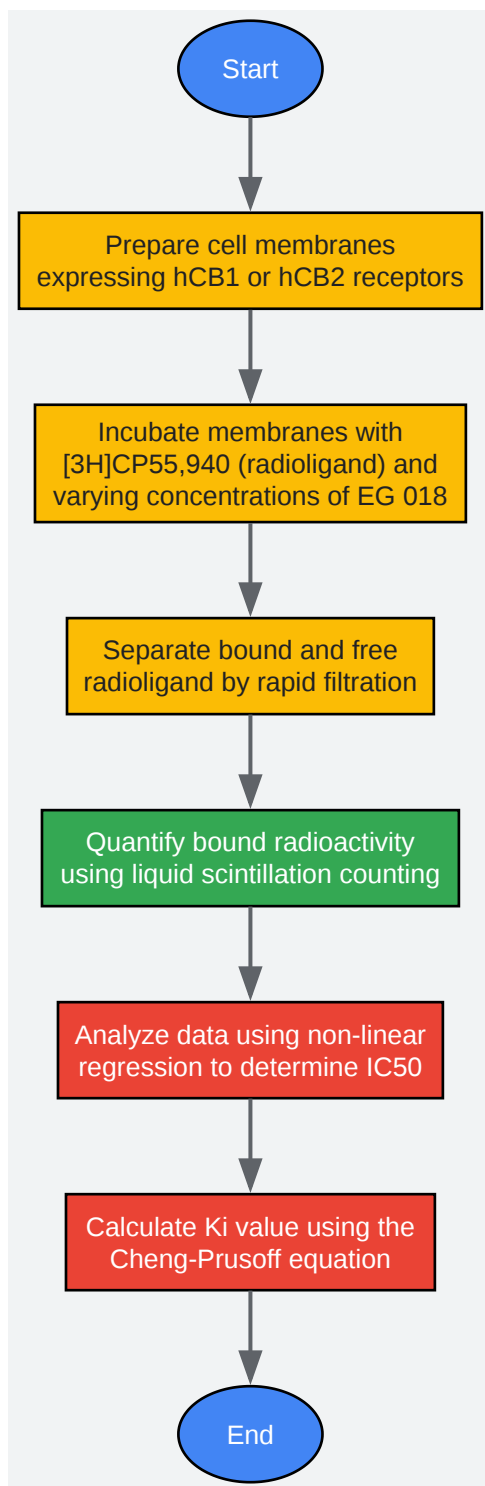 Start
Prepare cell membranes
expressing hCB1 or hCB2 receptors
Incubate membranes with
[3H]CP55,940 (radioligand) and
varying concentrations of EG 018
Separate bound and free
radioligand by rapid filtration
Quantify bound radioactivity
using liquid scintillation counting
Analyze data using non-linear
regression to determine IC50
Calculate Ki value using the
Cheng-Prusoff equation
End